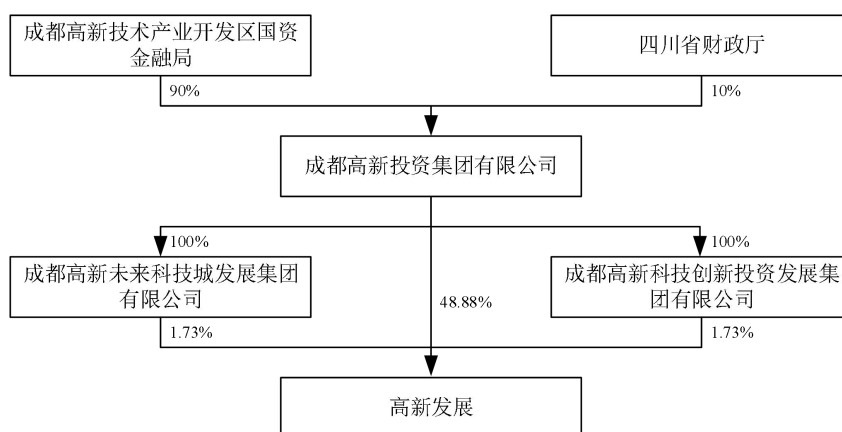 成都高新技术产业开发区国资
金融局
四川省财政厅
90%
10%
成都高新投资集团有限公司
100%
100%
成都高新未来科技城发展集团
有限公司
成都高新科技创新投资发展集
团有限公司
48.88%
1.73%
1.73%
高新发展